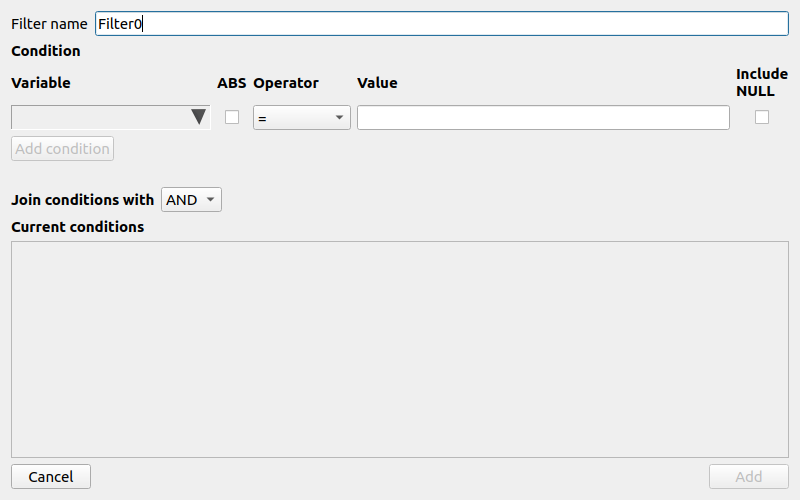 Filter name Filter0
Condition
Variable ABS Operator Value Include NULL
=
Add condition
Join conditions with AND
Current conditions
Cancel Add